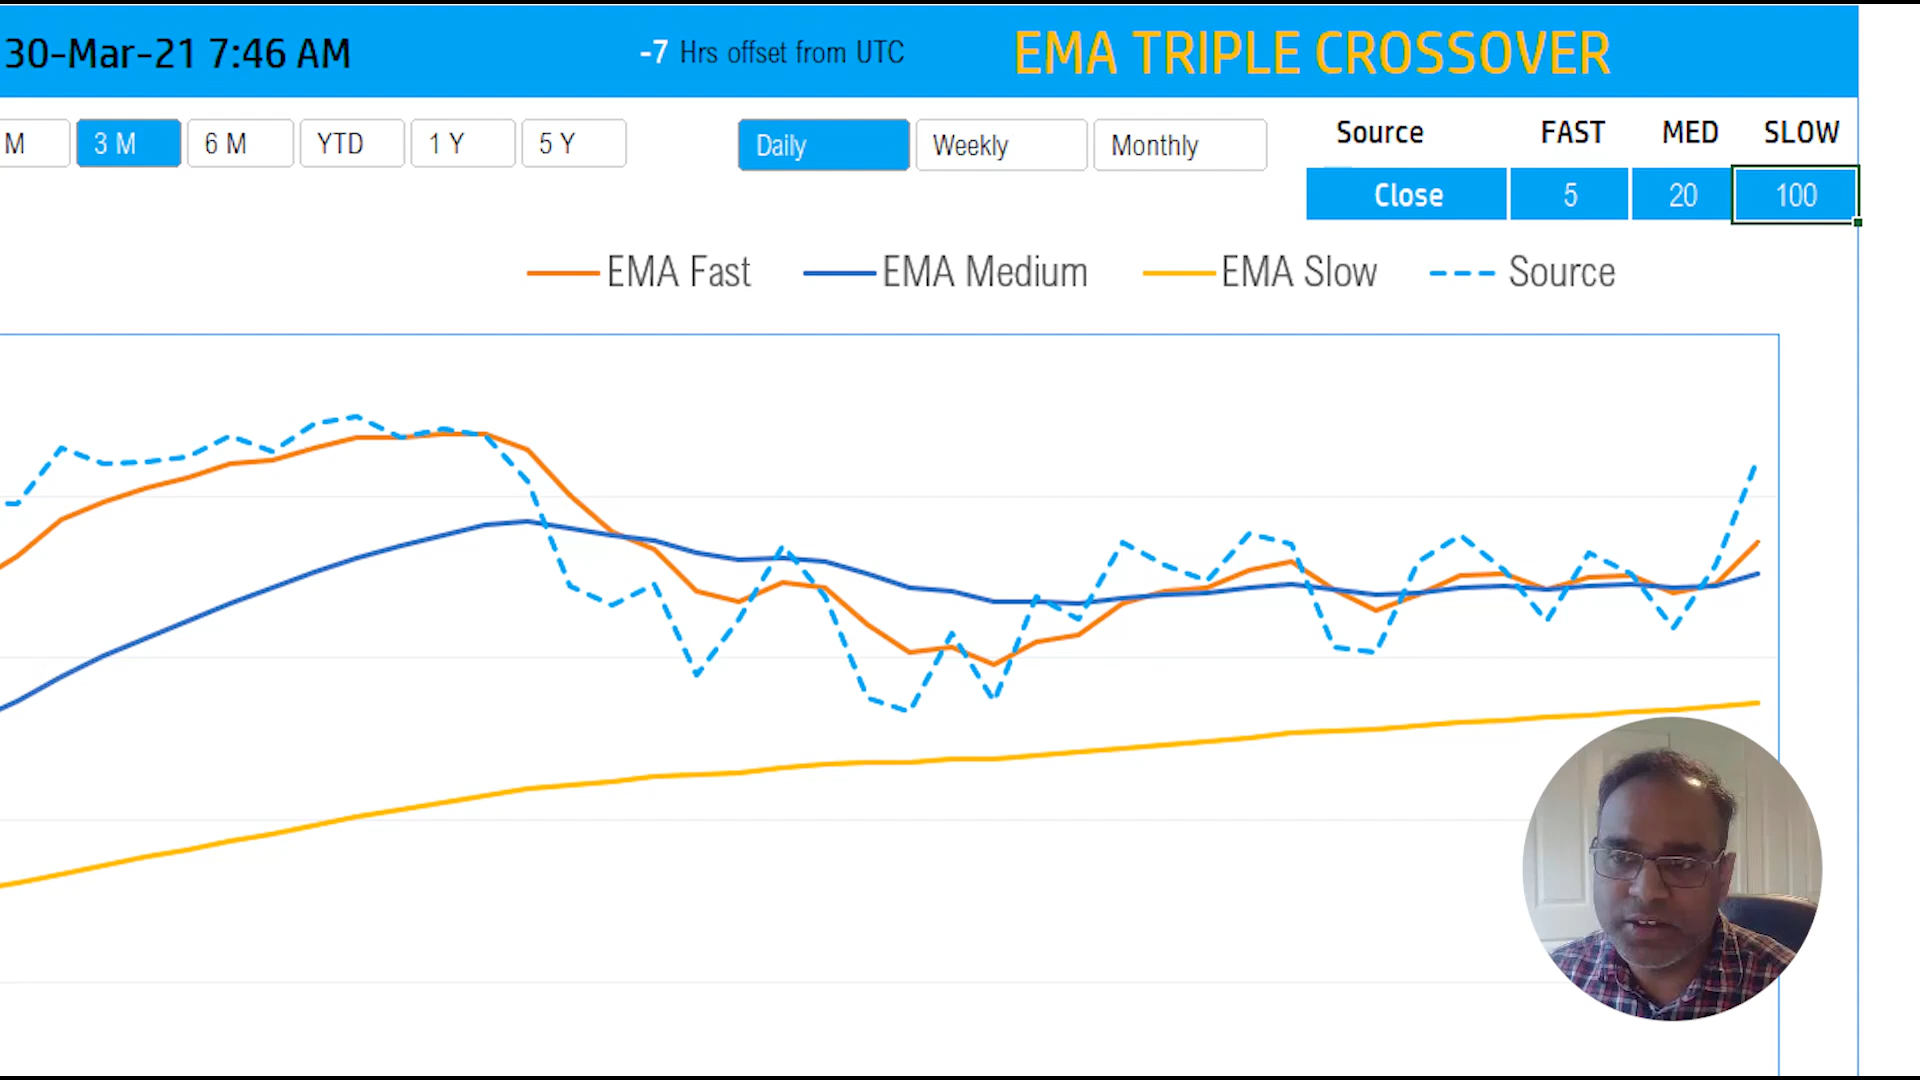 30-Mar-21 7:46 AM -7 Hrs offset from UTC EMA TRIPLE CROSSOVER
M 3 M 6 M YTD 1 Y 5 Y Daily Weekly Monthly
Source FAST MED SLOW
Close 5 20 100
EMA Fast EMA Medium EMA Slow Source